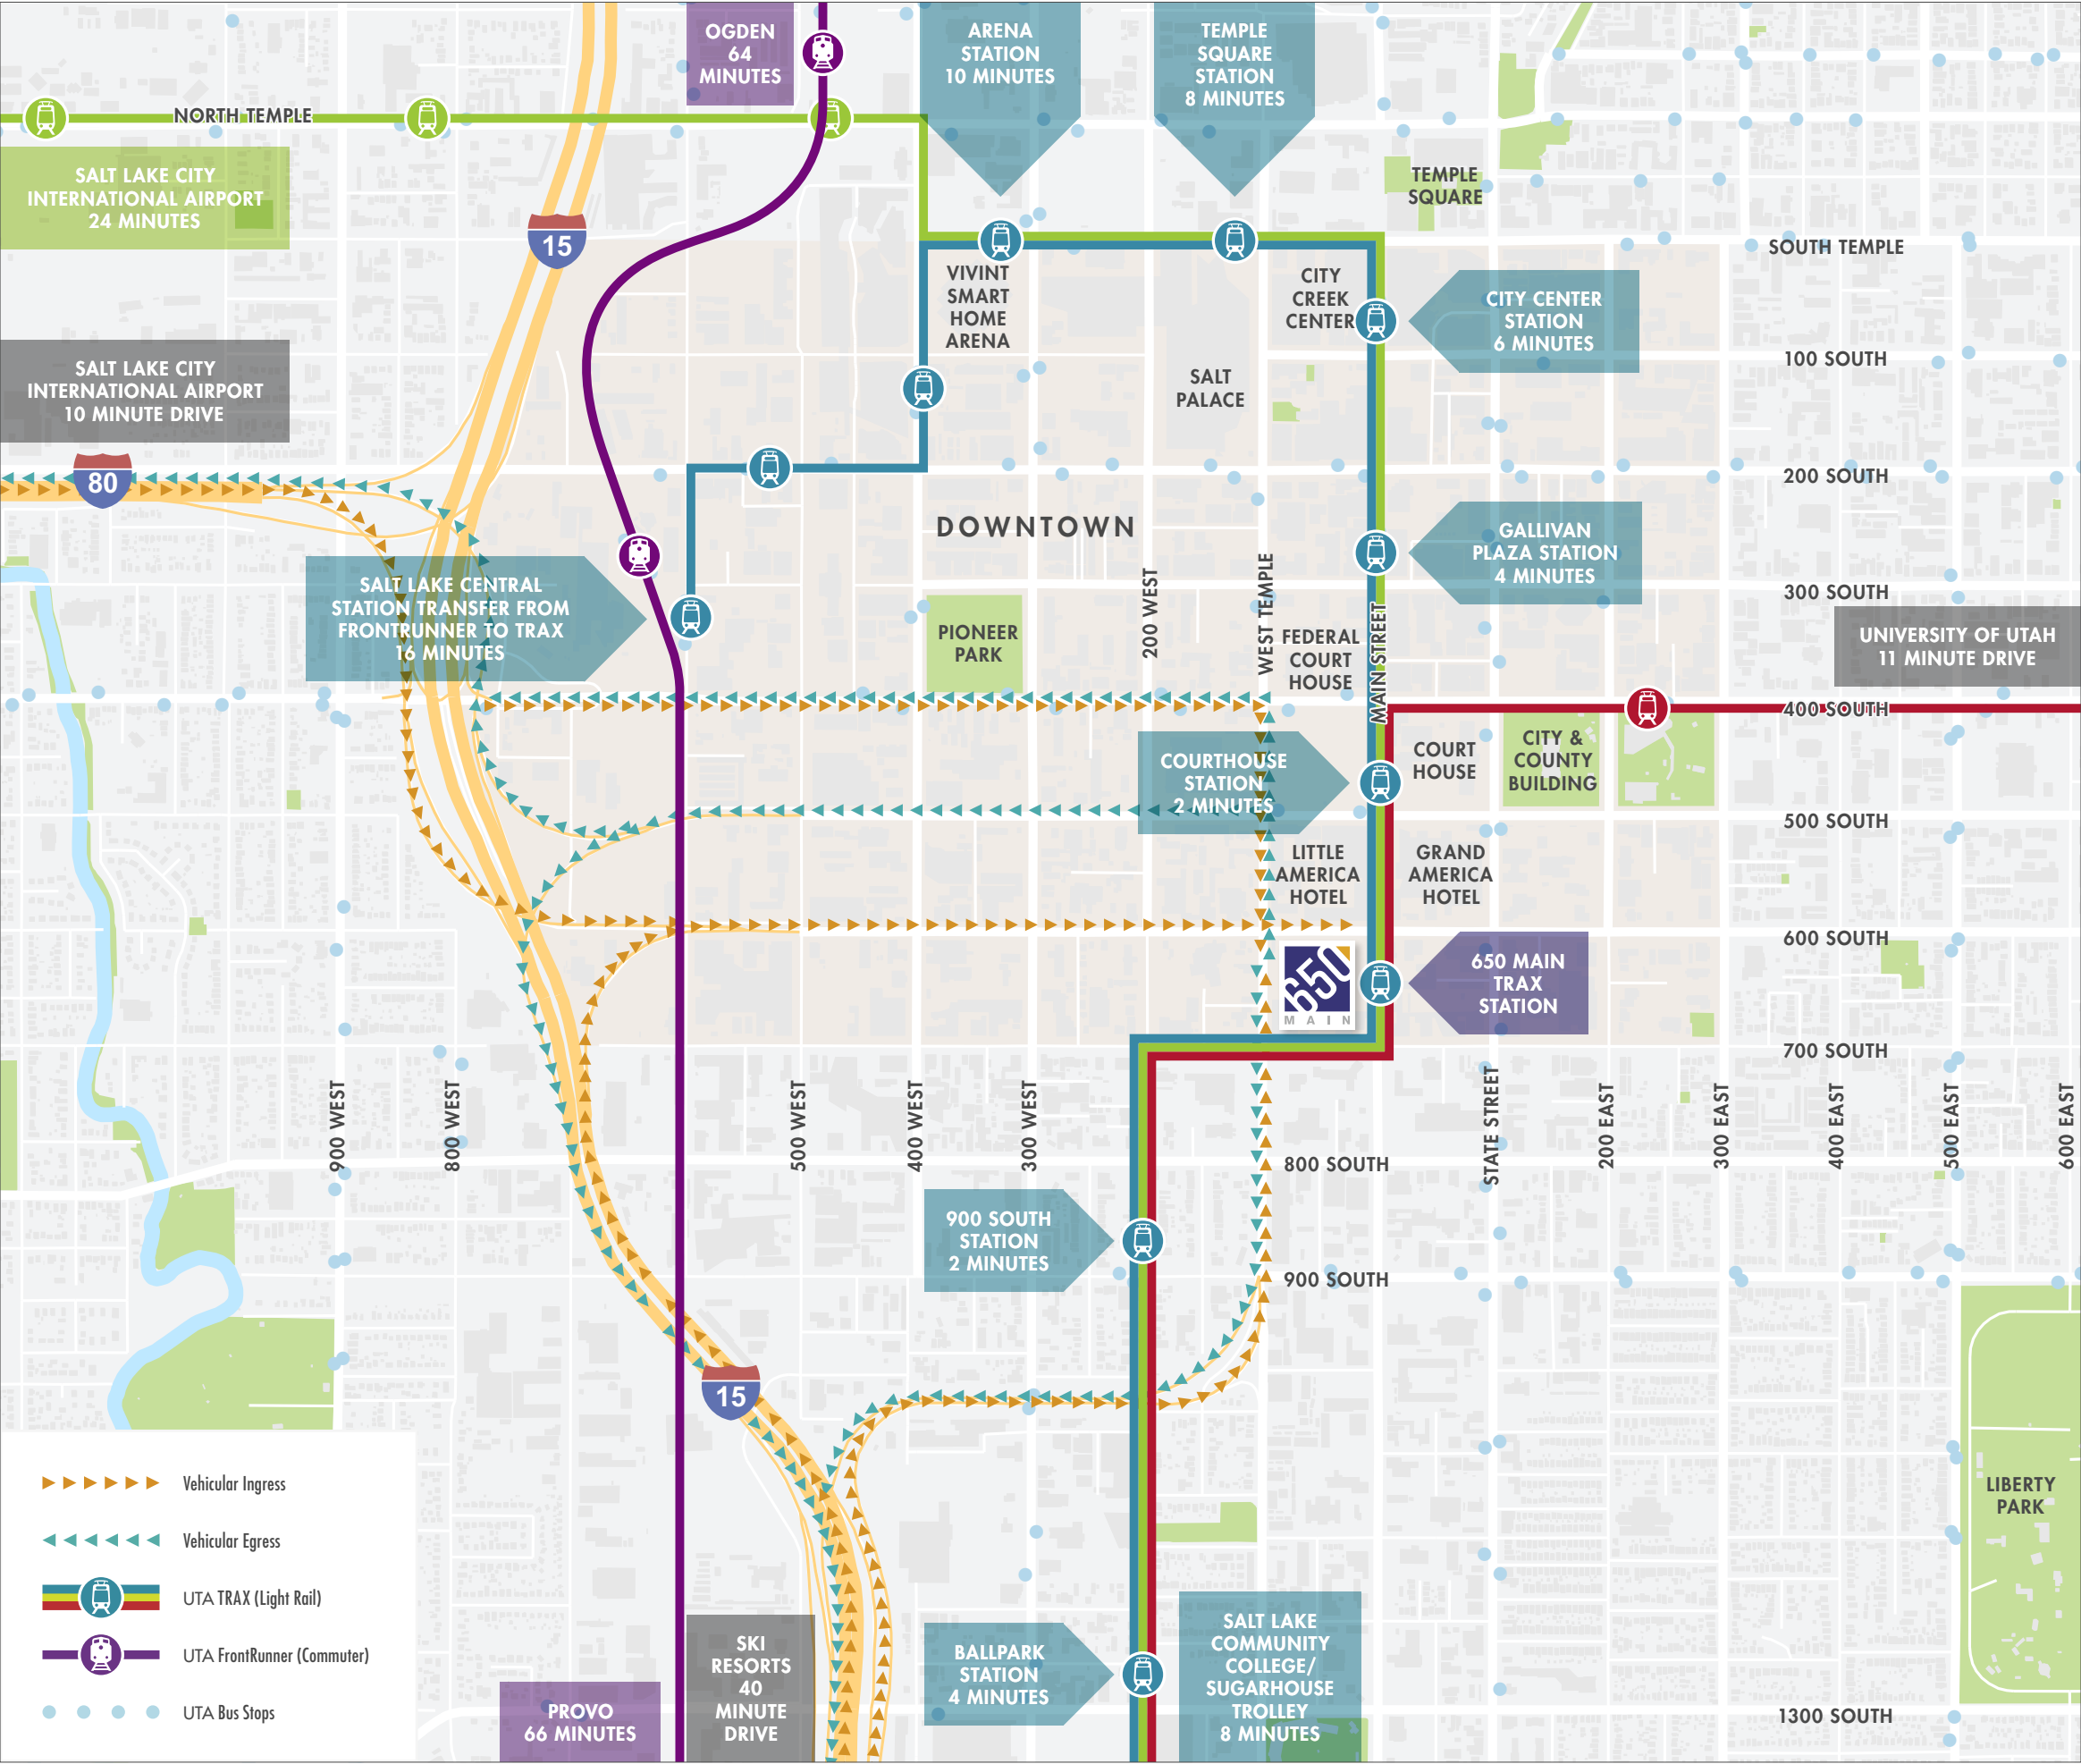 OGDEN
64
MINUTES
ARENA
STATION
10 MINUTES
TEMPLE
SQUARE
STATION
8 MINUTES
NORTH TEMPLE
SALT LAKE CITY
INTERNATIONAL AIRPORT
24 MINUTES
TEMPLE
SQUARE
15
SOUTH TEMPLE
VIVINT
SMART
HOME
ARENA
CITY
CREEK
CENTER
CITY CENTER
STATION
6 MINUTES
100 SOUTH
SALT LAKE CITY
INTERNATIONAL AIRPORT
10 MINUTE DRIVE
SALT
PALACE
80
200 SOUTH
DOWNTOWN
GALLIVAN
PLAZA STATION
4 MINUTES
SALT LAKE CENTRAL
STATION TRANSFER FROM
FRONTRUNNER TO TRAX
16 MINUTES
200 WEST
WEST TEMPLE
MAIN STREET
300 SOUTH
PIONEER
PARK
FEDERAL
COURT
HOUSE
UNIVERSITY OF UTAH
11 MINUTE DRIVE
400 SOUTH
COURTHOUSE
STATION
2 MINUTES
COURT
HOUSE
CITY &
COUNTY
BUILDING
500 SOUTH
LITTLE
AMERICA
HOTEL
GRAND
AMERICA
HOTEL
600 SOUTH
650
MAIN
650 MAIN
TRAX
STATION
700 SOUTH
900 WEST
800 WEST
500 WEST
400 WEST
300 WEST
STATE STREET
200 EAST
300 EAST
400 EAST
500 EAST
600 EAST
800 SOUTH
900 SOUTH
STATION
2 MINUTES
900 SOUTH
15
Vehicular Ingress
Vehicular Egress
UTA TRAX (Light Rail)
UTA FrontRunner (Commuter)
UTA Bus Stops
LIBERTY
PARK
PROVO
66 MINUTES
SKI
RESORTS
40
MINUTE
DRIVE
BALLPARK
STATION
4 MINUTES
SALT LAKE
COMMUNITY
COLLEGE/
SUGARHOUSE
TROLLEY
8 MINUTES
1300 SOUTH